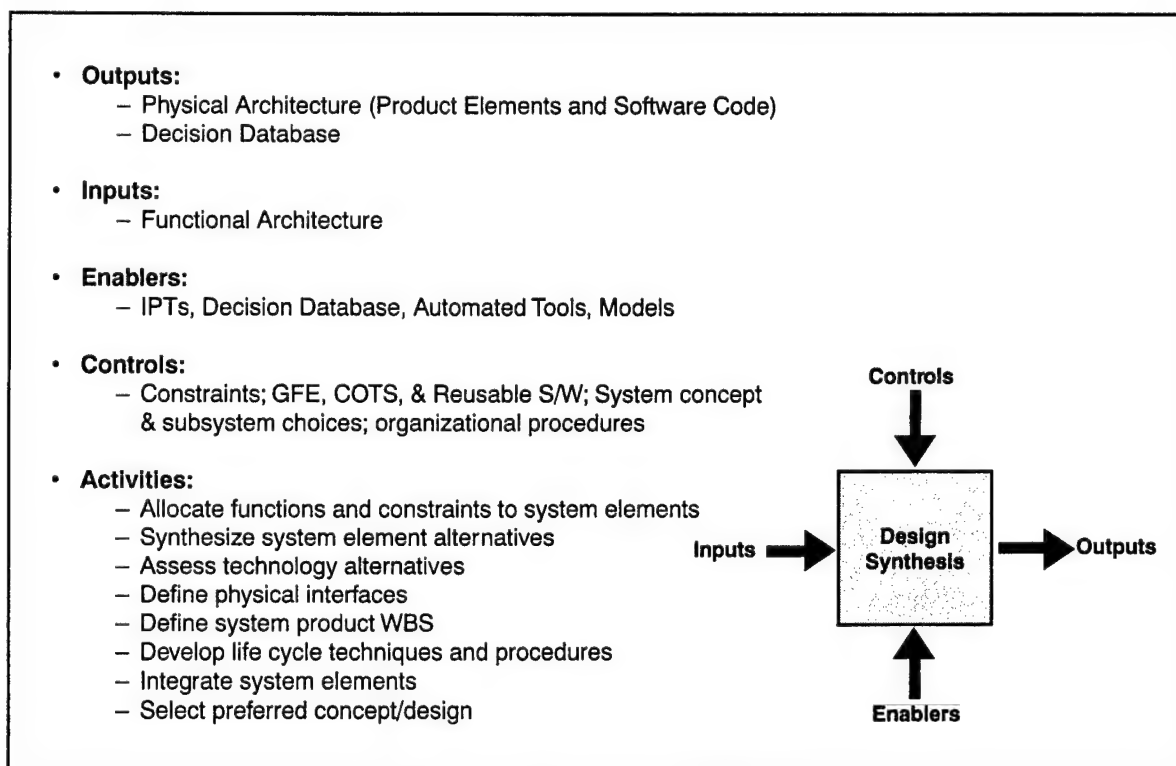 • Outputs:
– Physical Architecture (Product Elements and Software Code)
– Decision Database
• Inputs:
– Functional Architecture
• Enablers:
– IPTs, Decision Database, Automated Tools, Models
• Controls:
– Constraints; GFE, COTS, & Reusable S/W; System concept
& subsystem choices; organizational procedures
• Activities:
– Allocate functions and constraints to system elements
– Synthesize system element alternatives
– Assess technology alternatives
– Define physical interfaces
– Define system product WBS
– Develop life cycle techniques and procedures
– Integrate system elements
– Select preferred concept/design
Controls
Inputs
Design
Synthesis
Outputs
Enablers